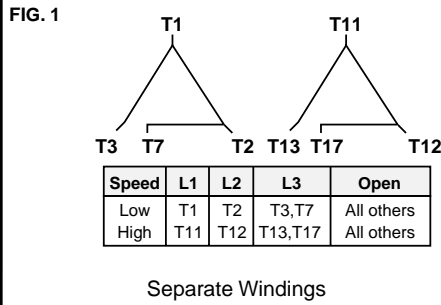 FIG. 1
T1 T11
T3 T7 T2 T13 T17 T12
Speed L1 L2 L3 Open
Low T1 T2 T3,T7 All others
High T11 T12 T13,T17 All others
Separate Windings